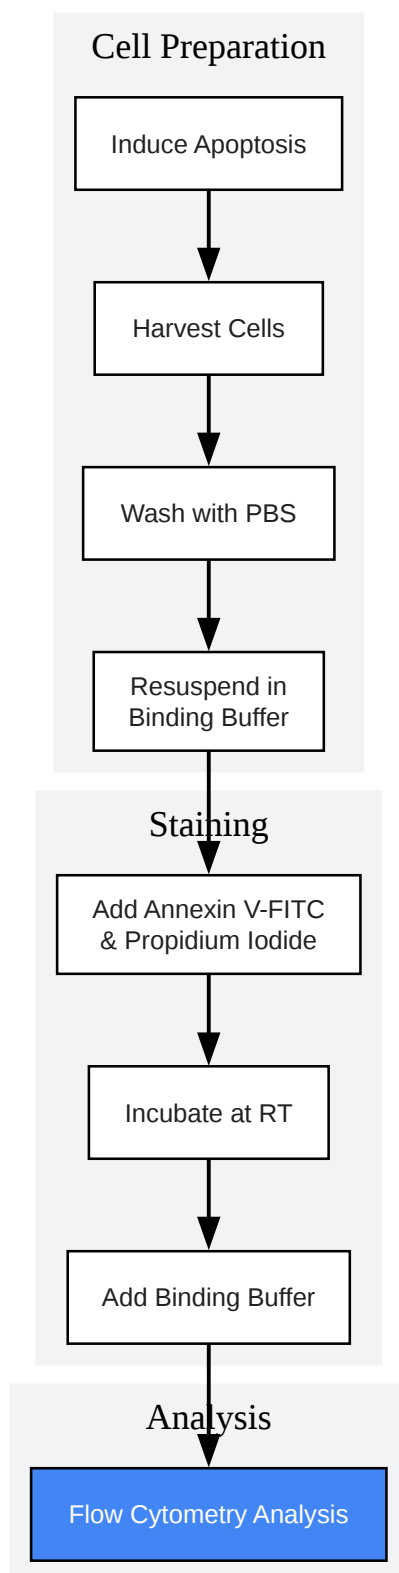 Cell Preparation
Induce Apoptosis
Harvest Cells
Wash with PBS
Resuspend in
Binding Buffer
Staining
Add Annexin V-FITC
& Propidium Iodide
Incubate at RT
Add Binding Buffer
Analysis
Flow Cytometry Analysis